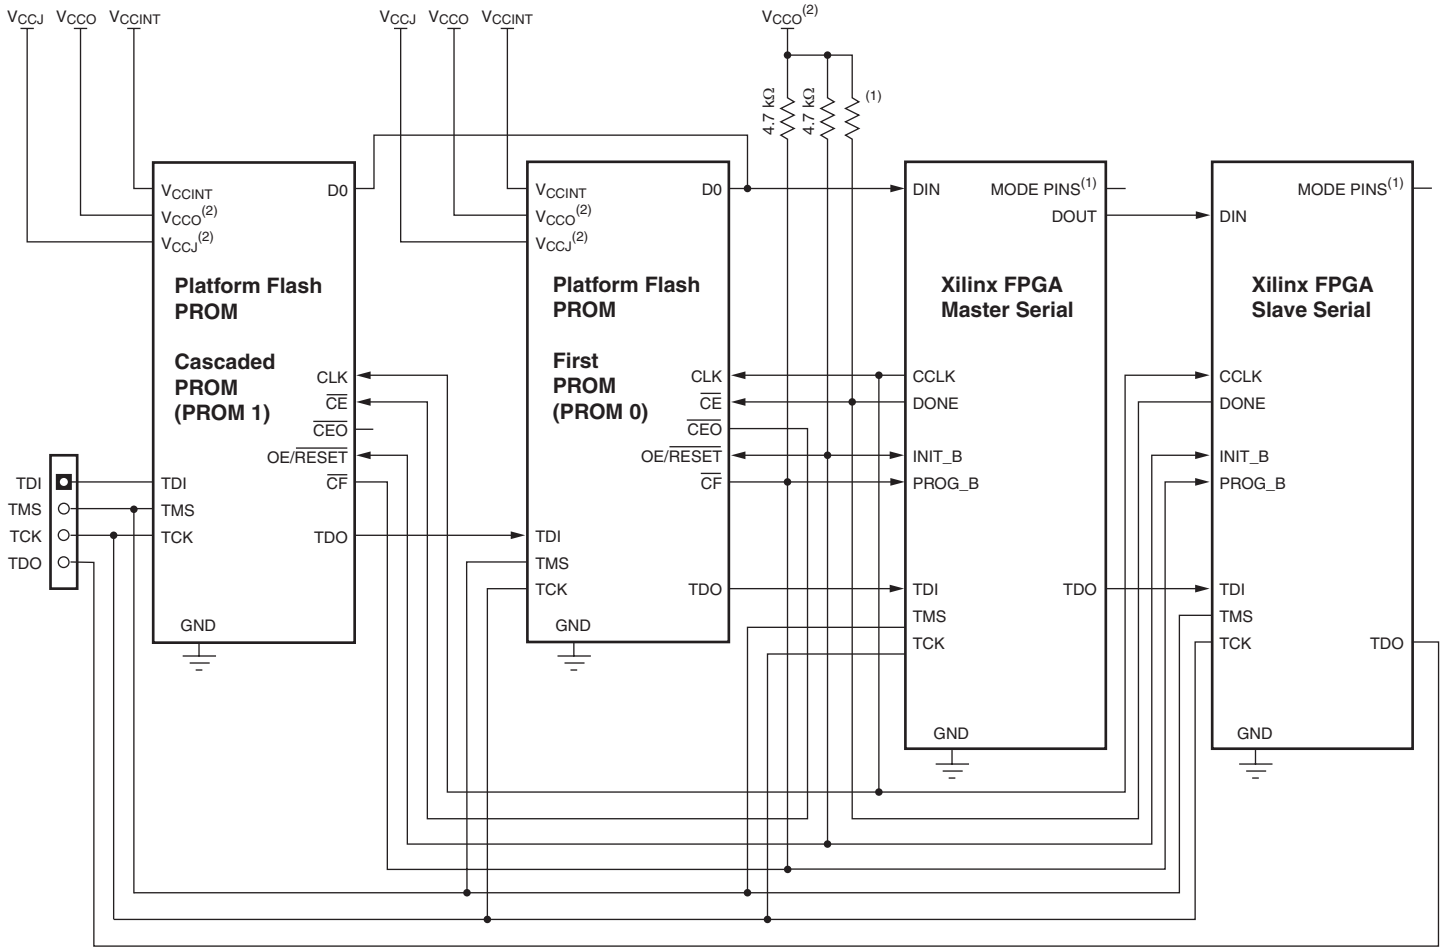 VCCJ VCCO VCCINT
VCCJ VCCO VCCINT
VCCO(2)
4.7 kΩ
4.7 kΩ
(1)
VCCINT
VCCO(2)
VCCJ(2)
D0
Platform Flash
PROM
Cascaded
PROM
(PROM 1)
CLK
CE
CEO
OE/RESET
CF
TDI
TMS
TCK
TDO
GND
TDI
TMS
TCK
TDO
VCCINT
VCCO(2)
VCCJ(2)
D0
Platform Flash
PROM
First
PROM
(PROM 0)
CLK
CE
CEO
OE/RESET
CF
TDI
TMS
TCK
TDO
GND
DIN
MODE PINS(1)
DOUT
Xilinx FPGA
Master Serial
CCLK
DONE
INIT_B
PROG_B
TDI
TMS
TCK
TDO
GND
MODE PINS(1)
DIN
Xilinx FPGA
Slave Serial
CCLK
DONE
INIT_B
PROG_B
TDI
TMS
TCK
TDO
GND